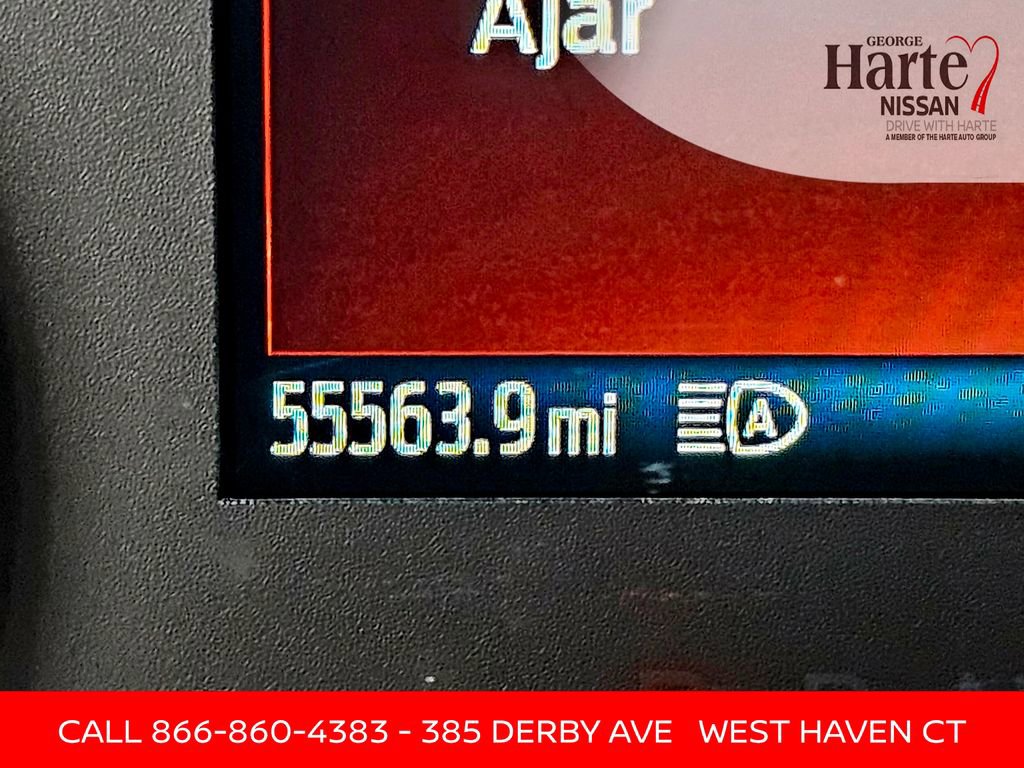 Ajar
GEORGE
Harte
NISSAN
DRIVE WITH HARTE
A MEMBER OF THE HARTE AUTO GROUP
55563.9 mi
A
CALL 866-860-4383 - 385 DERBY AVE WEST HAVEN CT